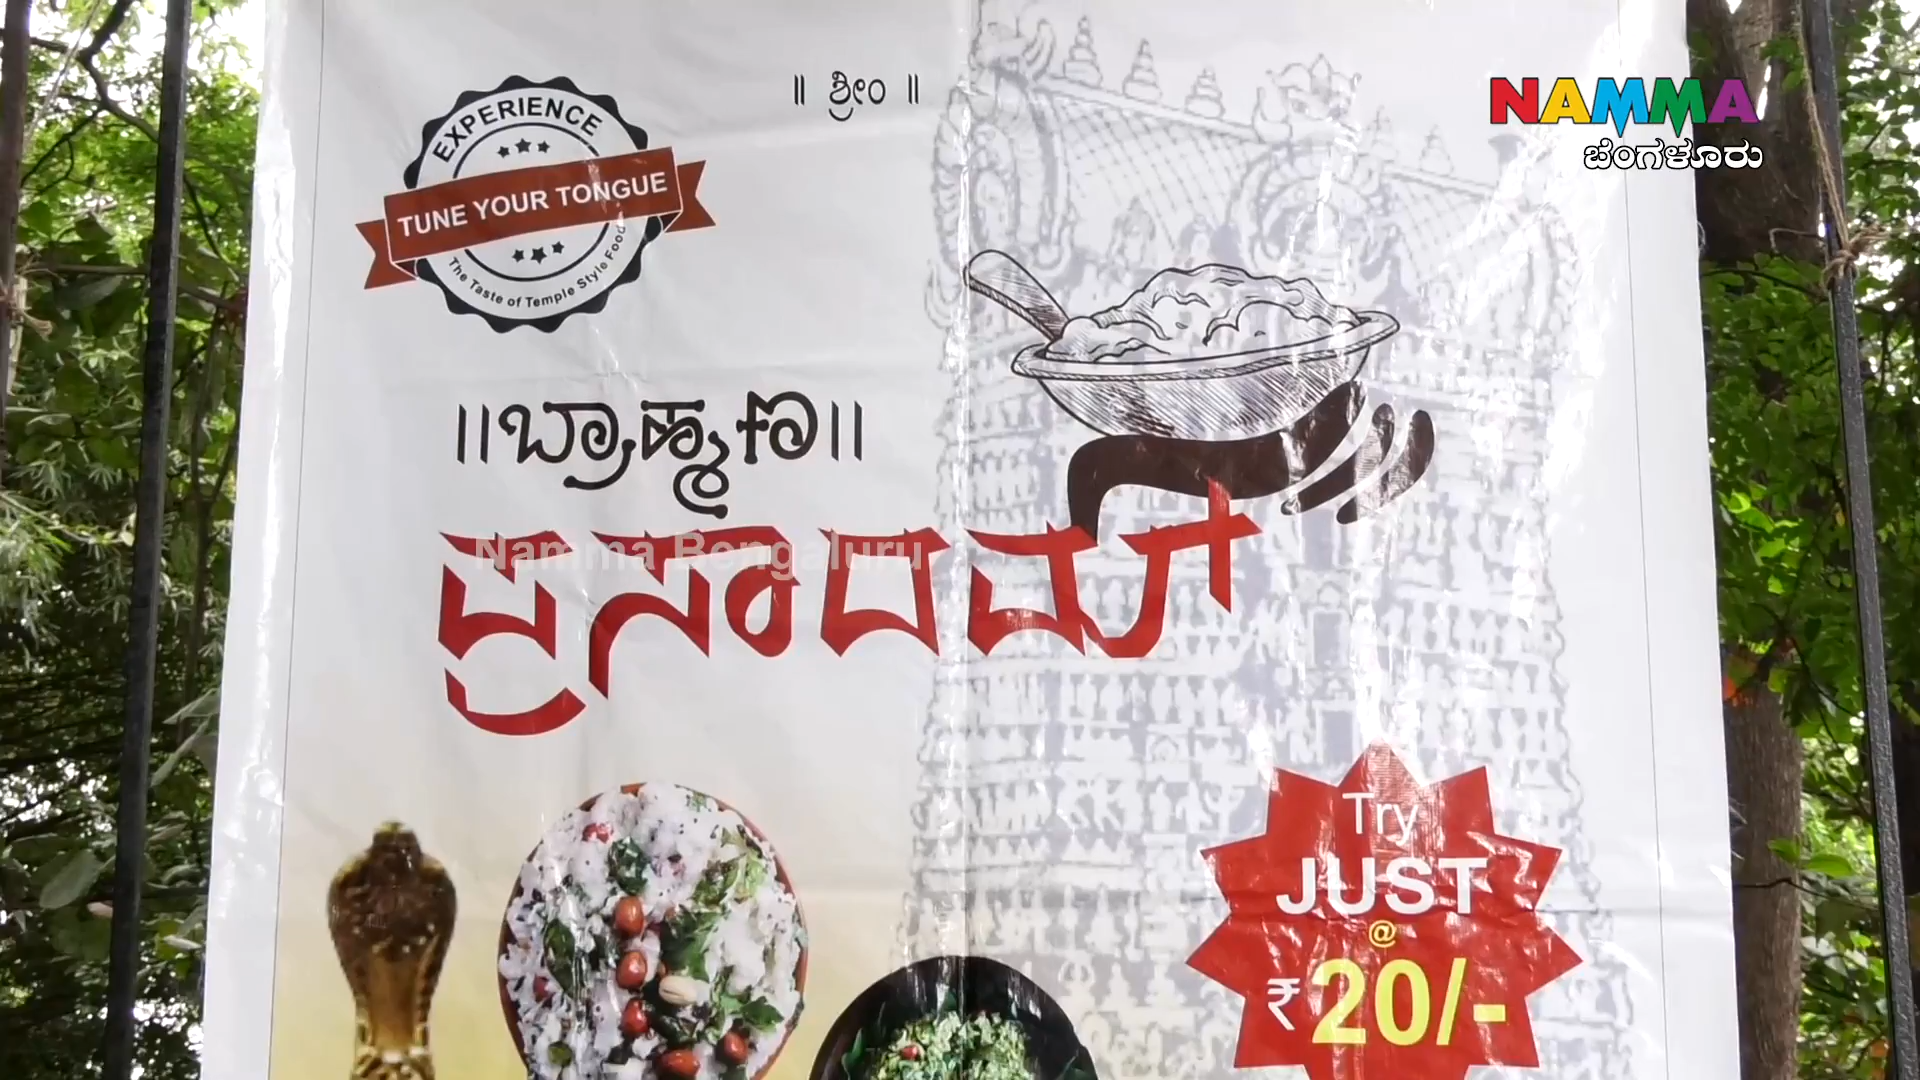 ॥ ಶ್ರೀಂ ॥
NAMMA
ಬೆಂಗಳೂರು
EXPERIENCE
TUNE YOUR TONGUE
The Taste of Temple Style Food
॥ಬ್ರಾಹ್ಮಣ॥
ಪ್ರಸಾದಮ್
Namma Bengaluru
Try
JUST
@
₹20/-